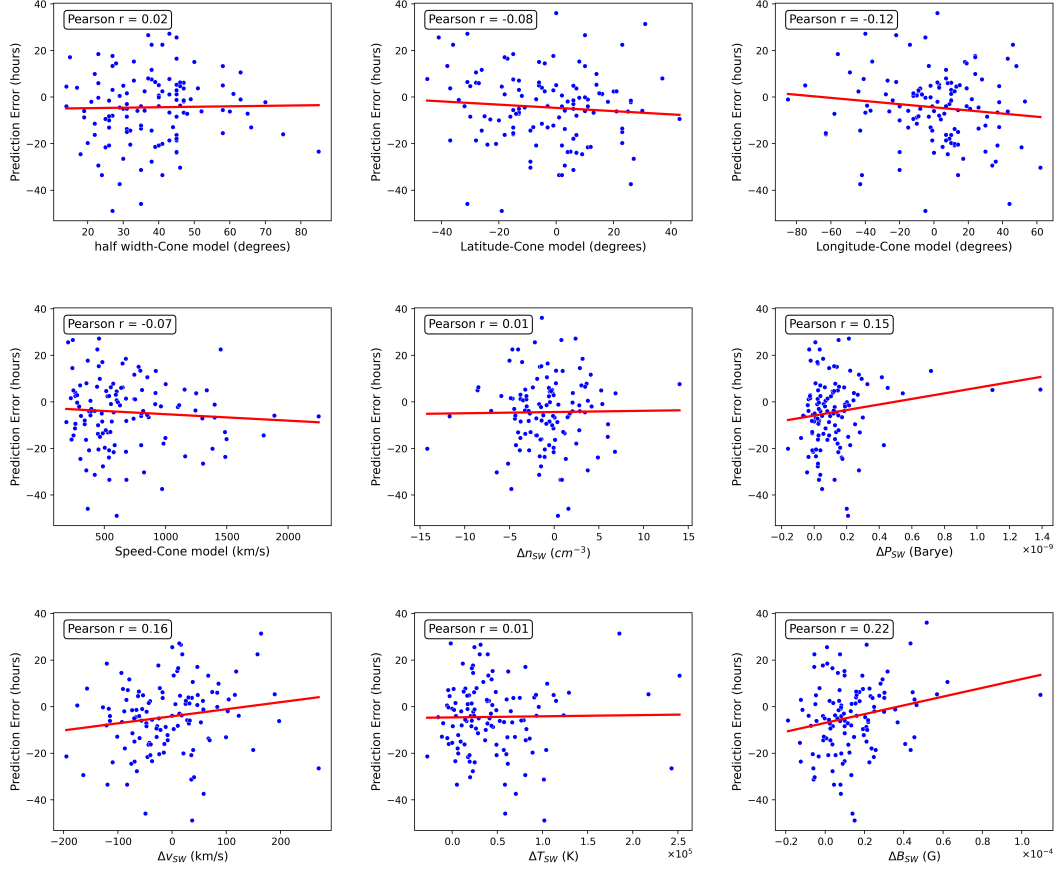 Pearson r = 0.02
Prediction Error (hours)
40
20
0
−20
−40
20 30 40 50 60 70 80
half width-Cone model (degrees)
Pearson r = -0.08
Prediction Error (hours)
40
20
0
−20
−40
−40 −20 0 20 40
Latitude-Cone model (degrees)
Pearson r = -0.12
Prediction Error (hours)
40
20
0
−20
−40
−80 −60 −40 −20 0 20 40 60
Longitude-Cone model (degrees)
Pearson r = -0.07
Prediction Error (hours)
40
20
0
−20
−40
500 1000 1500 2000
Speed-Cone model (km/s)
Pearson r = 0.01
Prediction Error (hours)
40
20
0
−20
−40
−15 −10 −5 0 5 10 15
Δn_SW (cm⁻³)
Pearson r = 0.15
Prediction Error (hours)
40
20
0
−20
−40
−0.2 0.0 0.2 0.4 0.6 0.8 1.0 1.2 1.4
ΔP_SW (Barye)
×10⁻⁹
Pearson r = 0.16
Prediction Error (hours)
40
20
0
−20
−40
−200 −100 0 100 200
Δv_SW (km/s)
Pearson r = 0.01
Prediction Error (hours)
40
20
0
−20
−40
0.0 0.5 1.0 1.5 2.0 2.5
ΔT_SW (K)
×10⁵
Pearson r = 0.22
Prediction Error (hours)
40
20
0
−20
−40
−0.2 0.0 0.2 0.4 0.6 0.8 1.0
ΔB_SW (G)
×10⁻⁴